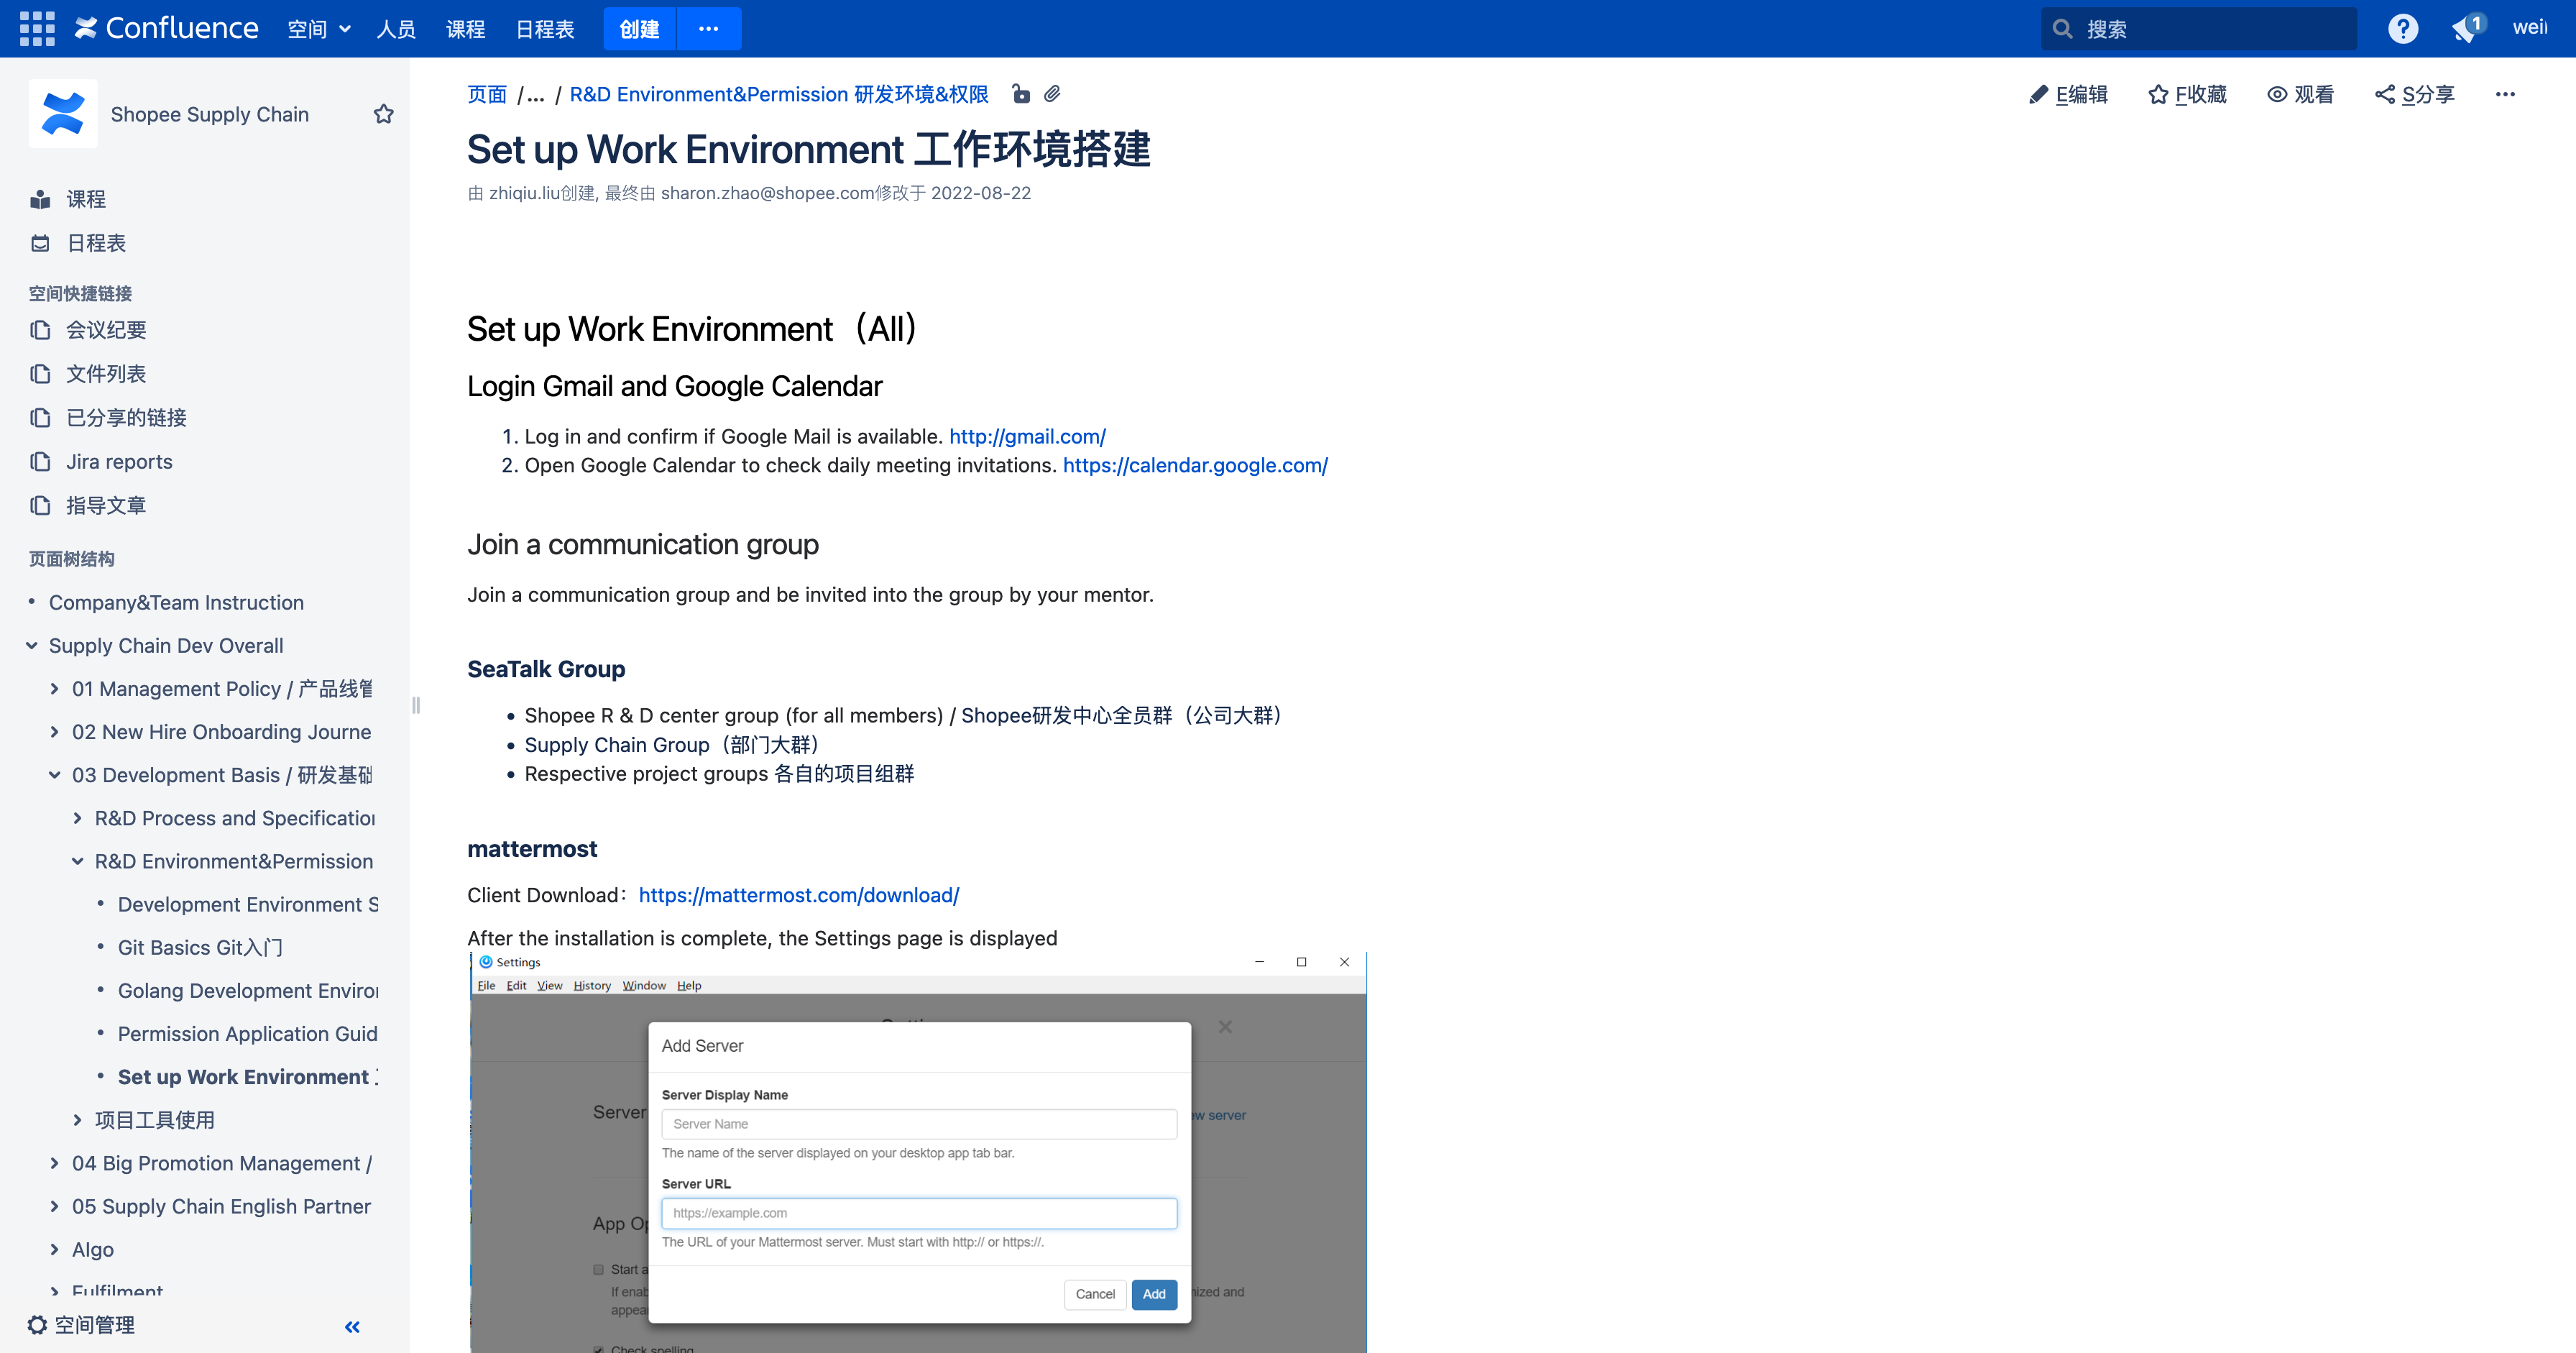 Confluence 空间 人员 课程 日程表 创建 ··· 搜索 1
Shopee Supply Chain
课程
日程表
空间快捷链接
会议纪要
文件列表
已分享的链接
Jira reports
指导文章
页面树结构
Company&Team Instruction
Supply Chain Dev Overall
01 Management Policy / 产品线管
02 New Hire Onboarding Journe
03 Development Basis / 研发基础
R&D Process and Specification
R&D Environment&Permission
Development Environment S
Git Basics Git入门
Golang Development Environ
Permission Application Guid
Set up Work Environment
项目工具使用
04 Big Promotion Management /
05 Supply Chain English Partner
Algo
Fulfilment
空间管理
页面 /... / R&D Environment&Permission 研发环境&权限
E编辑 F收藏 观看 S分享 ···
Set up Work Environment 工作环境搭建
由 zhiqiu.liu创建, 最终由 sharon.zhao@shopee.com修改于 2022-08-22
Set up Work Environment（All）
Login Gmail and Google Calendar
1. Log in and confirm if Google Mail is available. http://gmail.com/
2. Open Google Calendar to check daily meeting invitations. https://calendar.google.com/
Join a communication group
Join a communication group and be invited into the group by your mentor.
SeaTalk Group
• Shopee R & D center group (for all members) / Shopee研发中心全员群（公司大群）
• Supply Chain Group（部门大群）
• Respective project groups 各自的项目组群
mattermost
Client Download： https://mattermost.com/download/
After the installation is complete, the Settings page is displayed
Settings
File Edit View History Window Help
Add Server
Server Display Name
Server
Server Name
ew server
The name of the server displayed on your desktop app tab bar.
Server URL
https://example.com
App Op
The URL of your Mattermost server. Must start with http:// or https://.
Start a
If enab
nized and
appear
Cancel Add
Check spelling